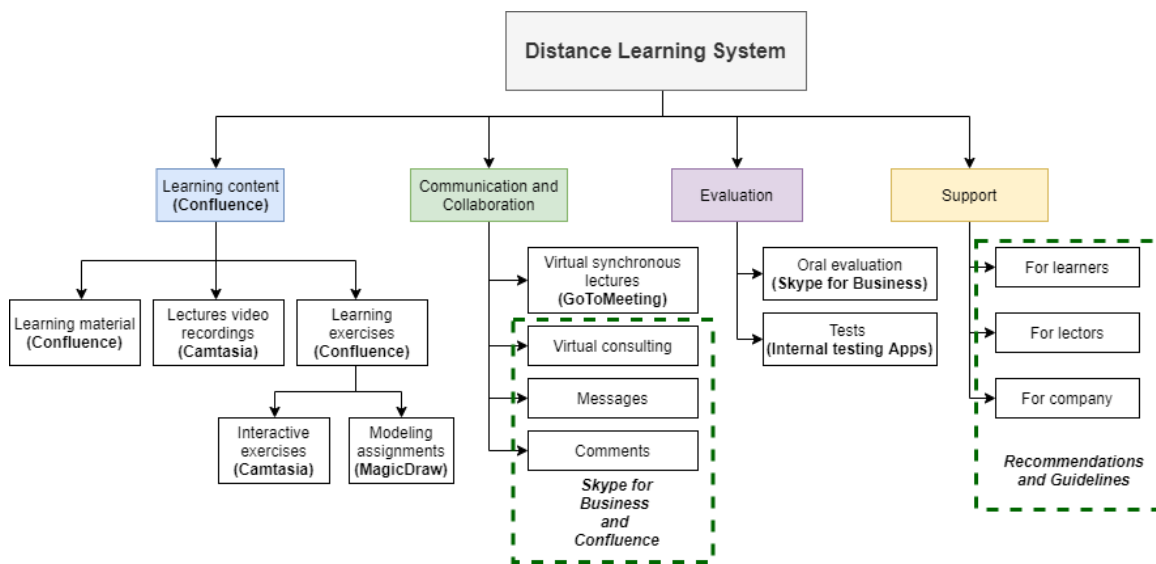 Distance Learning System
Learning content
(Confluence)
Communication and
Collaboration
Evaluation
Support
Learning material
(Confluence)
Lectures video
recordings
(Camtasia)
Learning
exercises
(Confluence)
Interactive
exercises
(Camtasia)
Modeling
assignments
(MagicDraw)
Virtual synchronous
lectures
(GoToMeeting)
Virtual consulting
Messages
Comments
Skype for
Business
and
Confluence
Oral evaluation
(Skype for Business)
Tests
(Internal testing Apps)
For learners
For lectors
For company
Recommendations
and Guidelines